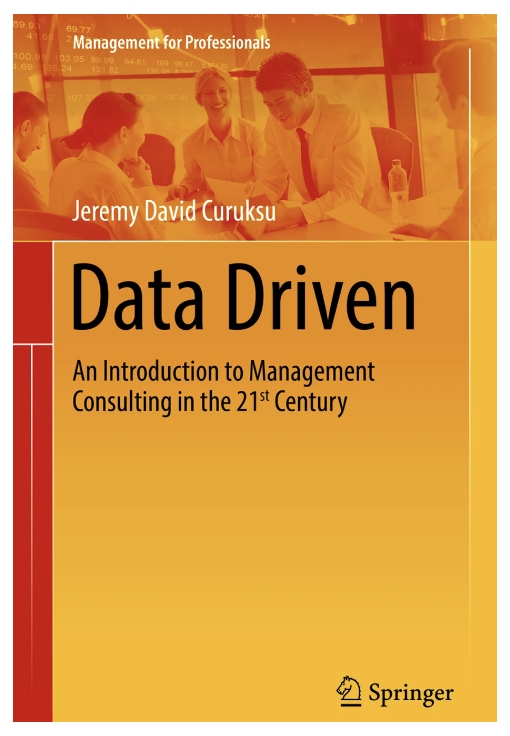 Management for Professionals
Jeremy David Curuksu
Data Driven
An Introduction to Management
Consulting in the 21st Century
Springer